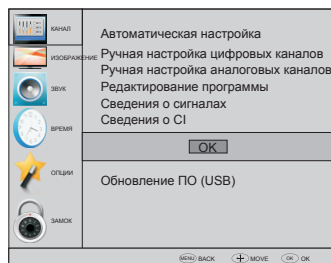 КАНАЛ
ИЗОБРАЖЕНИЕ
ЗВУК
ВРЕМЯ
ОПЦИИ
ЗАМОК
Автоматическая настройка
Ручная настройка цифровых каналов
Ручная настройка аналоговых каналов
Редактирование программы
Сведения о сигналах
Сведения о CI
OK
Обновление ПО (USB)
MENU BACK MOVE OK OK